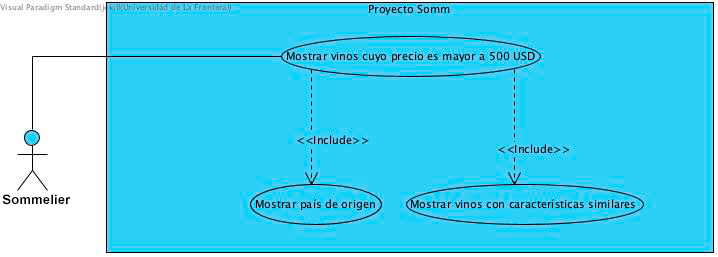 Visual Paradigm Standard(jekill(Universidad de La Frontera))
Proyecto Somm
Mostrar vinos cuyo precio es mayor a 500 USD
<<Include>>
<<Include>>
Sommelier
Mostrar país de origen
Mostrar vinos con características similares